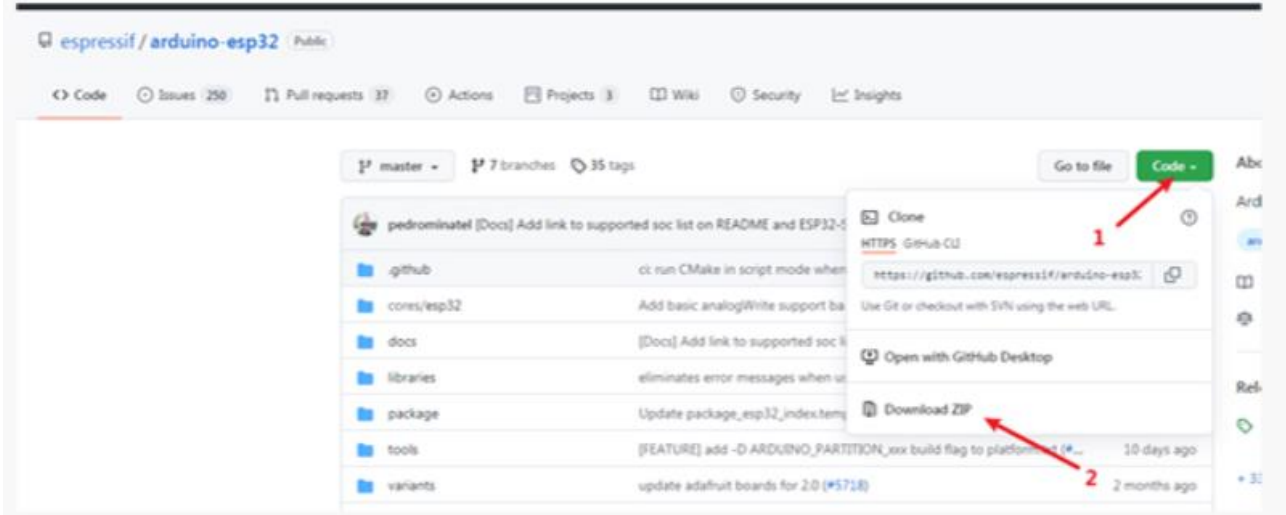 espressif / arduino-esp32 Public
Code Issues 250 Pull requests 37 Actions Projects 3 Wiki Security Insights
master 7 branches 35 tags Go to file Code
1
pedrominatel [Docs] Add link to supported soc list on README and ESP32-S
Clone
HTTPS GitHub CLI
https://github.com/espressif/arduino-esp3
Use Git or checkout with SVN using the web URL.
Open with GitHub Desktop
Download ZIP
2
.github ci: run CMake in script mode when
cores/esp32 Add basic analogWrite support ba
docs [Docs] Add link to supported soc li
libraries eliminates error messages when u
package Update package_esp32_index.temp
tools [FEATURE] add -D ARDUINO_PARTITION_xxx build flag to (#... 10 days ago
variants update adafruit boards for 2.0 (#5718) 2 months ago
Abo
Ard
Rel